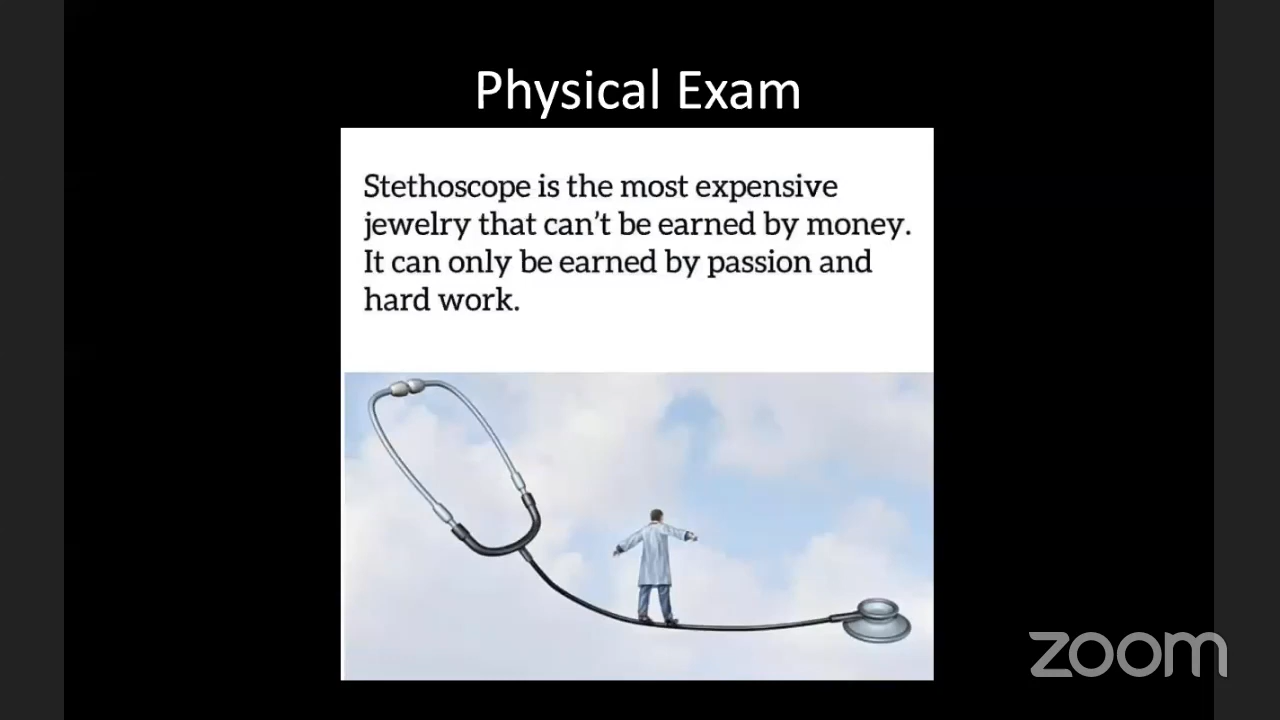 Physical Exam
Stethoscope is the most expensive
jewelry that can’t be earned by money.
It can only be earned by passion and
hard work.
zoom